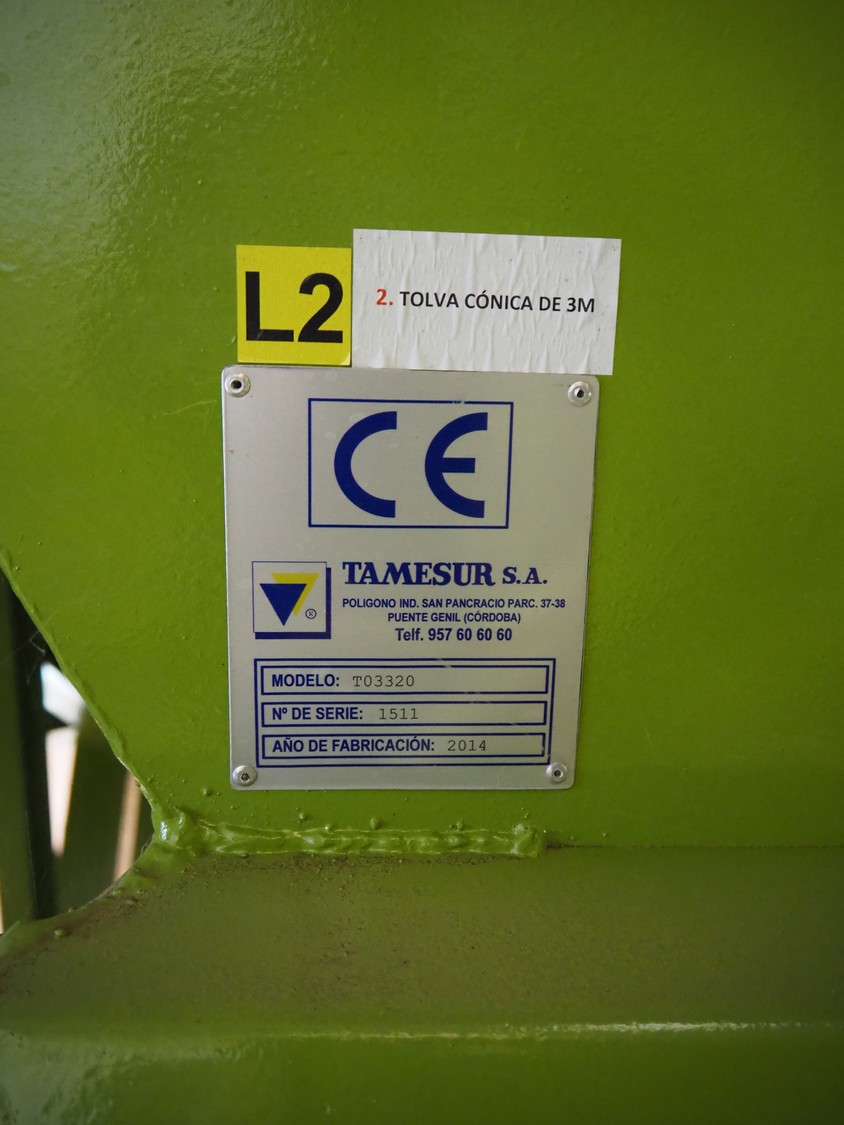 L2
2. TOLVA CÓNICA DE 3M
CE
TAMESUR S.A.
®
POLIGONO IND. SAN PANCRACIO PARC. 37-38
PUENTE GENIL (CÓRDOBA)
Telf. 957 60 60 60
MODELO: T03320
Nº DE SERIE: 1511
AÑO DE FABRICACIÓN: 2014